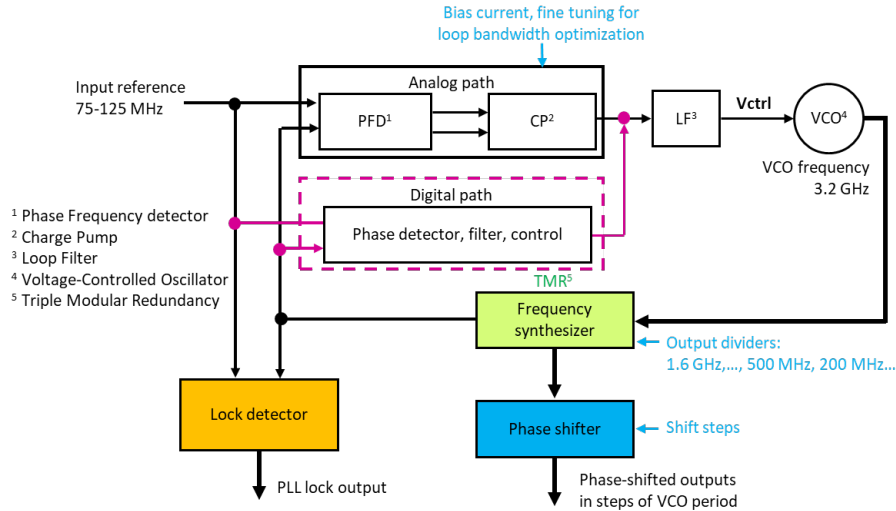 Bias current, fine tuning for
loop bandwidth optimization
Input reference
75-125 MHz
Analog path
PFD¹
CP²
LF³
Vctrl
VCO⁴
VCO frequency
3.2 GHz
Digital path
Phase detector, filter, control
¹ Phase Frequency detector
² Charge Pump
³ Loop Filter
⁴ Voltage-Controlled Oscillator
⁵ Triple Modular Redundancy
TMR⁵
Frequency
synthesizer
Output dividers:
1.6 GHz,…, 500 MHz, 200 MHz…
Lock detector
Phase shifter
Shift steps
PLL lock output
Phase-shifted outputs
in steps of VCO period